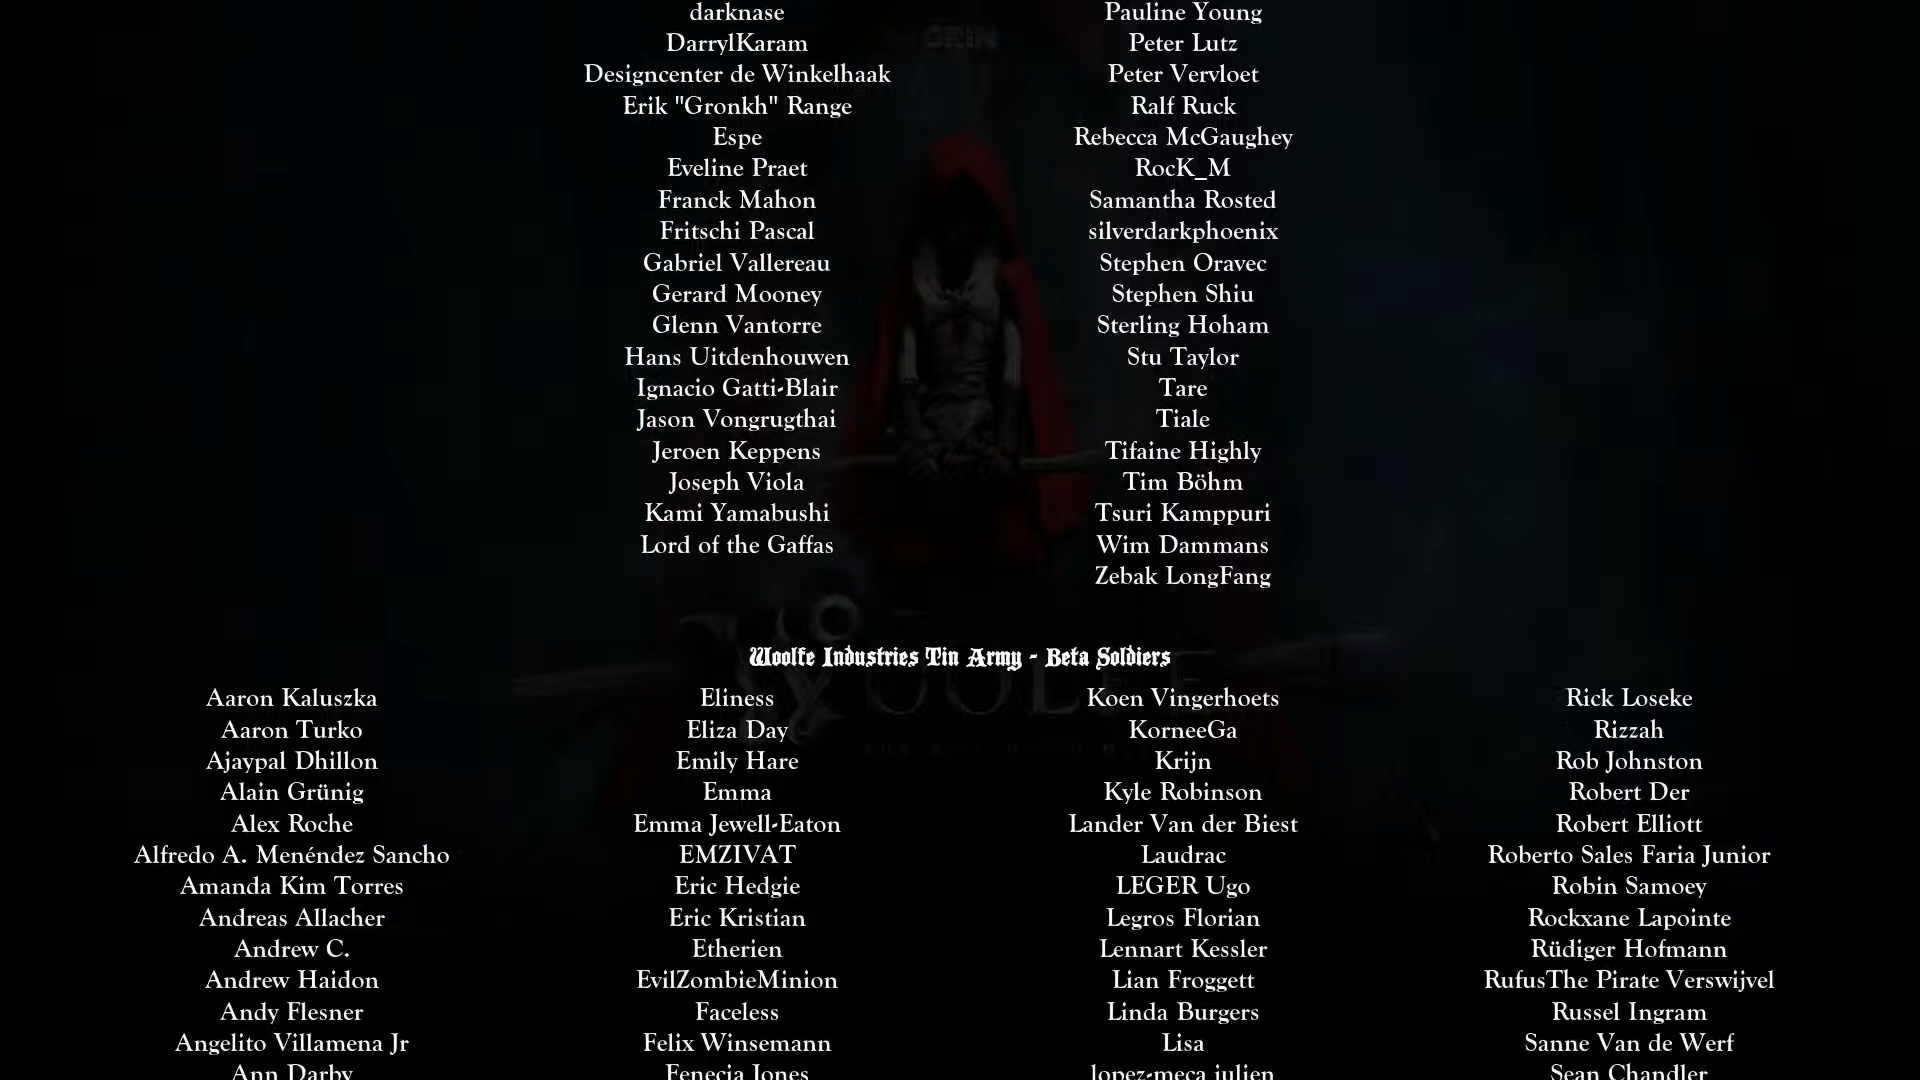 darknase
DarrylKaram
Designcenter de Winkelhaak
Erik "Gronkh" Range
Espe
Eveline Praet
Franck Mahon
Fritschi Pascal
Gabriel Vallereau
Gerard Mooney
Glenn Vantorre
Hans Uitdenhouwen
Ignacio Gatti-Blair
Jason Vongrugthai
Jeroen Keppens
Joseph Viola
Kami Yamabushi
Lord of the Gaffas
Pauline Young
Peter Lutz
Peter Vervloet
Ralf Ruck
Rebecca McGaughey
RocK_M
Samantha Rosted
silverdarkphoenix
Stephen Oravec
Stephen Shiu
Sterling Hoham
Stu Taylor
Tare
Tiale
Tifaine Highly
Tim Böhm
Tsuri Kamppuri
Wim Dammans
Zebak LongFang
GRIN
Woolfe Industries Tin Army - Beta Soldiers
Aaron Kaluszka
Aaron Turko
Ajaypal Dhillon
Alain Grünig
Alex Roche
Alfredo A. Menéndez Sancho
Amanda Kim Torres
Andreas Allacher
Andrew C.
Andrew Haidon
Andy Flesner
Angelito Villamena Jr
Ann Darby
Eliness
Eliza Day
Emily Hare
Emma
Emma Jewell-Eaton
EMZIVAT
Eric Hedgie
Eric Kristian
Etherien
EvilZombieMinion
Faceless
Felix Winsemann
Fenecia Jones
Koen Vingerhoets
KorneeGa
Krijn
Kyle Robinson
Lander Van der Biest
Laudrac
LEGER Ugo
Legros Florian
Lennart Kessler
Lian Froggett
Linda Burgers
Lisa
lopez-meca julien
Rick Loseke
Rizzah
Rob Johnston
Robert Der
Robert Elliott
Roberto Sales Faria Junior
Robin Samoey
Rockxane Lapointe
Rüdiger Hofmann
RufusThe Pirate Verswijvel
Russel Ingram
Sanne Van de Werf
Sean Chandler
WOOLFE